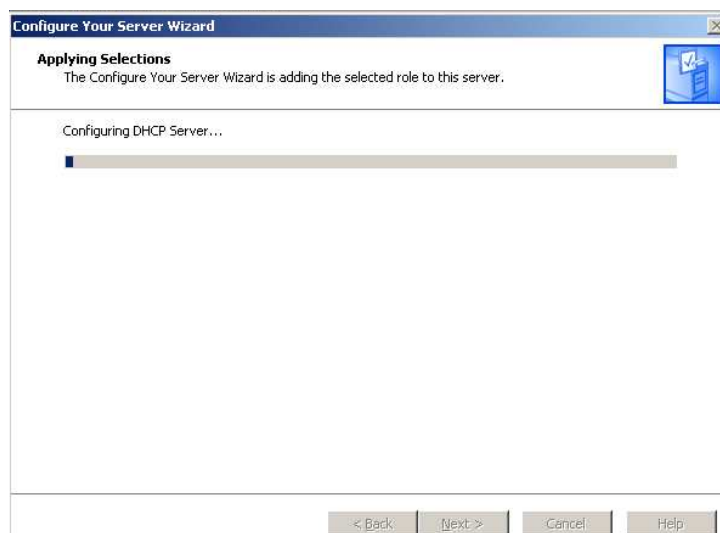 Configure Your Server Wizard
Applying Selections
The Configure Your Server Wizard is adding the selected role to this server.
Configuring DHCP Server...
< Back Next > Cancel Help